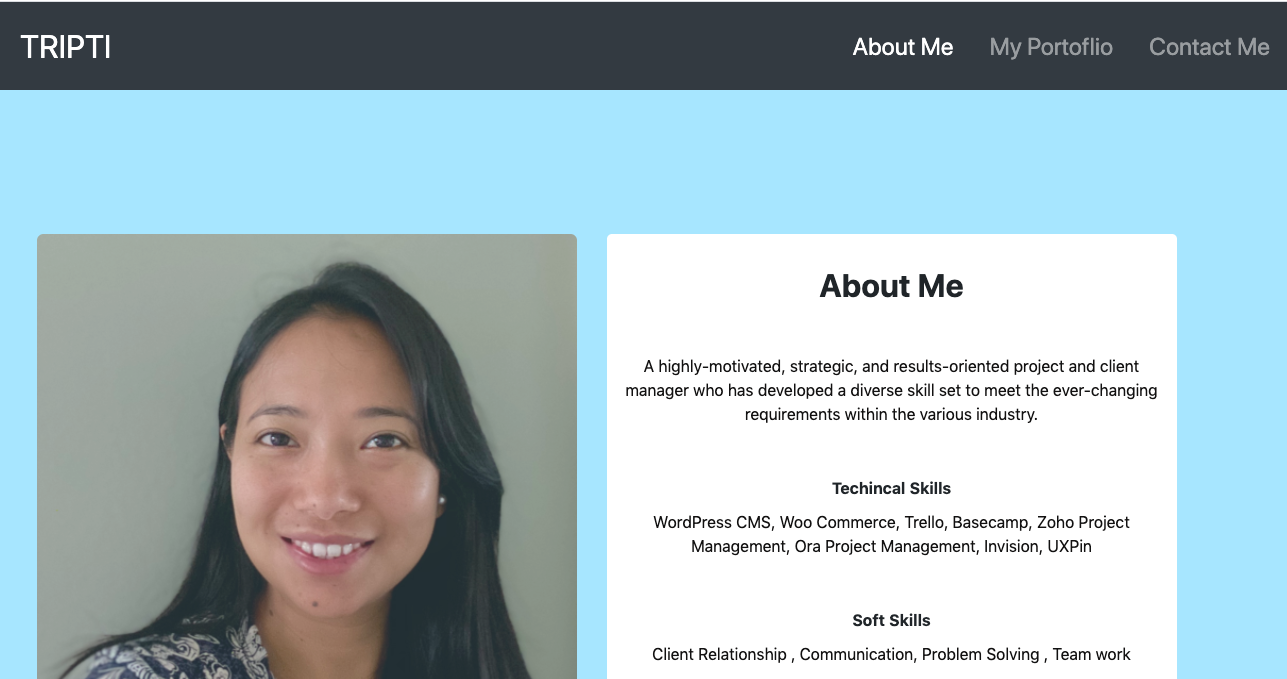 TRIPTI
About Me My Portoflio Contact Me
About Me
A highly-motivated, strategic, and results-oriented project and client
manager who has developed a diverse skill set to meet the ever-changing
requirements within the various industry.
Techincal Skills
WordPress CMS, Woo Commerce, Trello, Basecamp, Zoho Project
Management, Ora Project Management, Invision, UXPin
Soft Skills
Client Relationship , Communication, Problem Solving , Team work